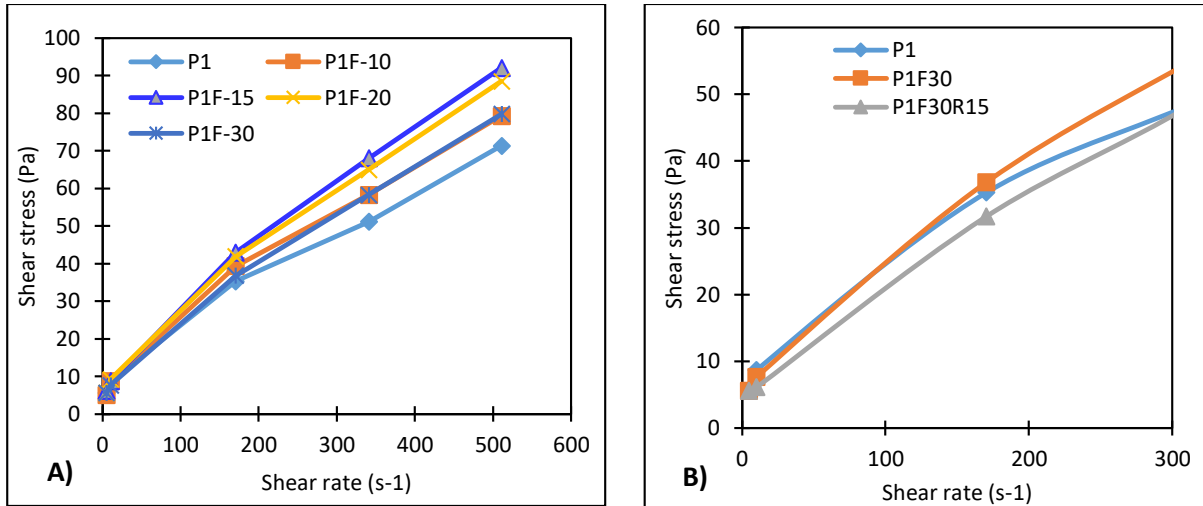 100
90
80
70
60
50
40
30
20
10
0
Shear stress (Pa)
P1
P1F-10
P1F-15
P1F-20
P1F-30
0 100 200 300 400 500 600
Shear rate (s-1)
A)
60
50
40
30
20
10
0
Shear stress (Pa)
P1
P1F30
P1F30R15
0 100 200 300
Shear rate (s-1)
B)